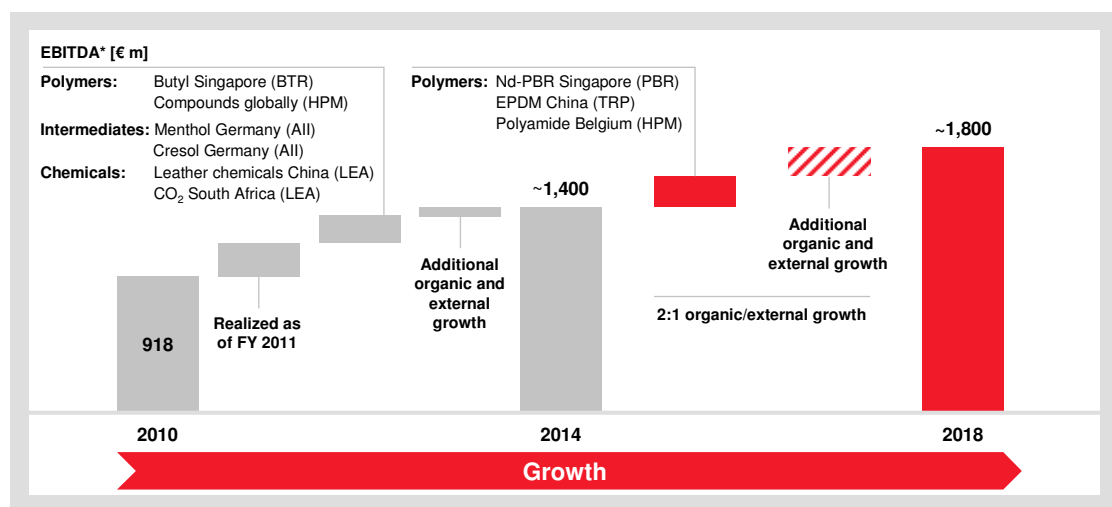 EBITDA* [€ m]
Polymers: Butyl Singapore (BTR)
Compounds globally (HPM)
Intermediates: Menthol Germany (AII)
Cresol Germany (AII)
Chemicals: Leather chemicals China (LEA)
CO2 South Africa (LEA)
Polymers: Nd-PBR Singapore (PBR)
EPDM China (TRP)
Polyamide Belgium (HPM)
918
Realized as
of FY 2011
Additional
organic and
external
growth
~1,400
2:1 organic/external growth
Additional
organic and
external growth
~1,800
2010
2014
2018
Growth